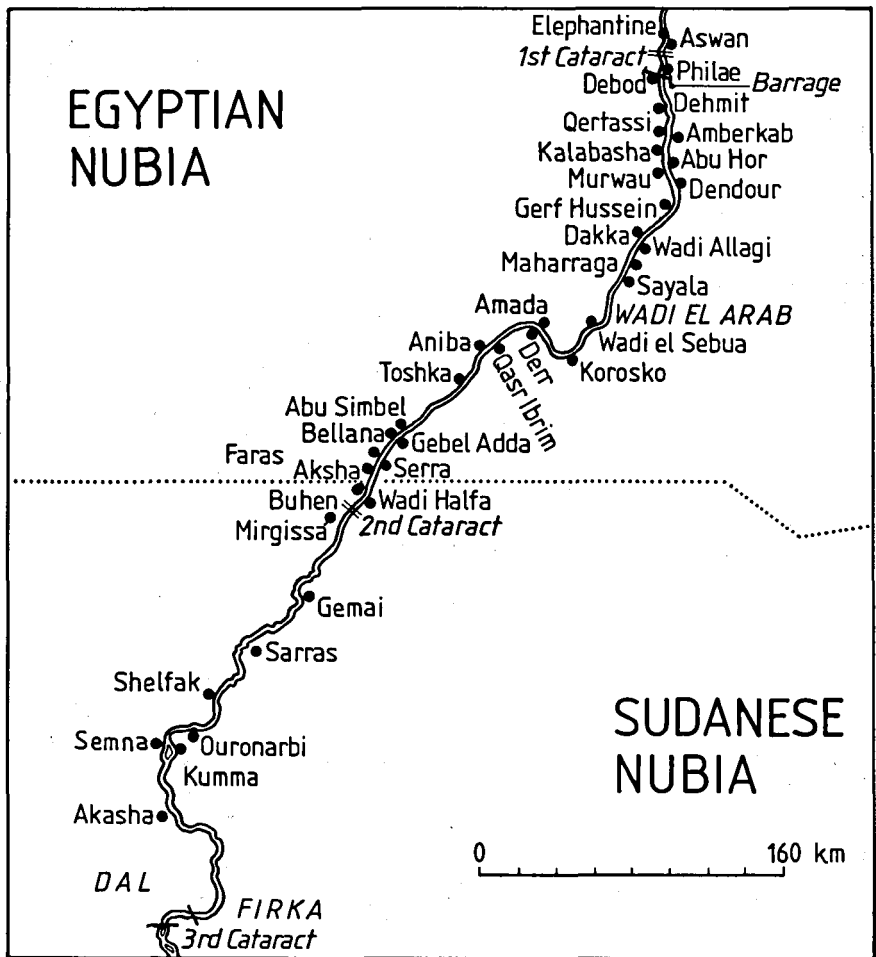 Elephantine
Aswan
1st Cataract
Philae
Debod
Barrage
EGYPTIAN
NUBIA
Dehmit
Qertassi
Amberkab
Kalabasha
Abu Hor
Murwau
Dendour
Gerf Hussein
Dakka
Wadi Allagi
Maharraga
Sayala
Amada
WADI EL ARAB
Aniba
Derr
Wadi el Sebua
Qasr Ibrim
Korosko
Toshka
Abu Simbel
Bellana
Gebel Adda
Faras
Aksha
Serra
Buhen
Wadi Halfa
Mirgissa
2nd Cataract
Gemai
Sarras
Shelfak
SUDANESE
NUBIA
Semna
Ouronarbi
Kumma
Akasha
0
160 km
DAL
FIRKA
3rd Cataract